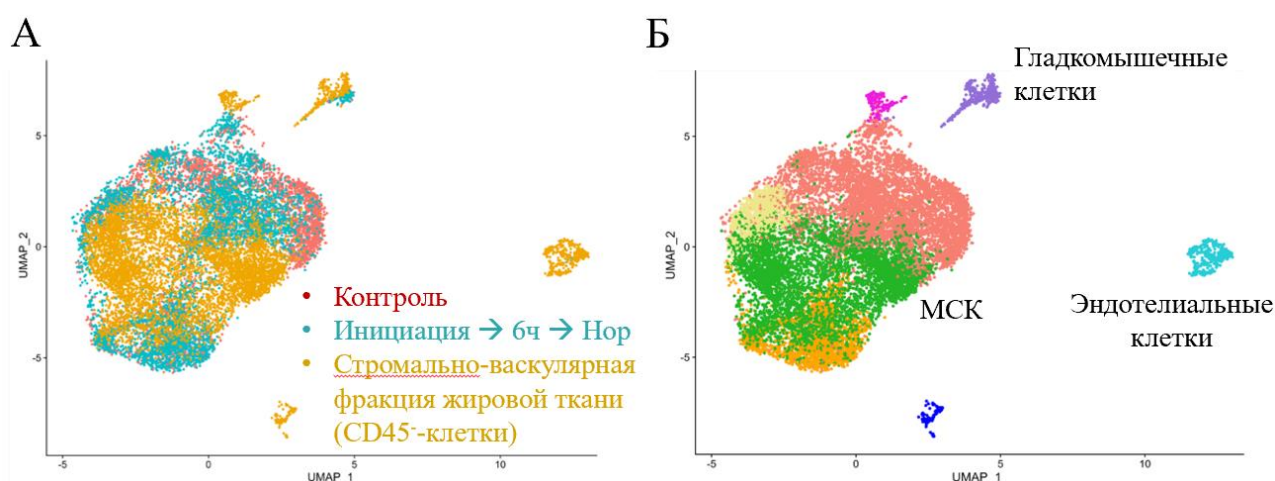 А
UMAP_2
5
0
-5
-5
0
5
10
UMAP_1
• Контроль
• Инициация → 6ч → Нор
• Стромально-васкулярная
фракция жировой ткани
(CD45⁻-клетки)
Б
UMAP_2
5
0
-5
-5
0
5
10
UMAP_1
Гладкомышечные
клетки
МСК
Эндотелиальные
клетки